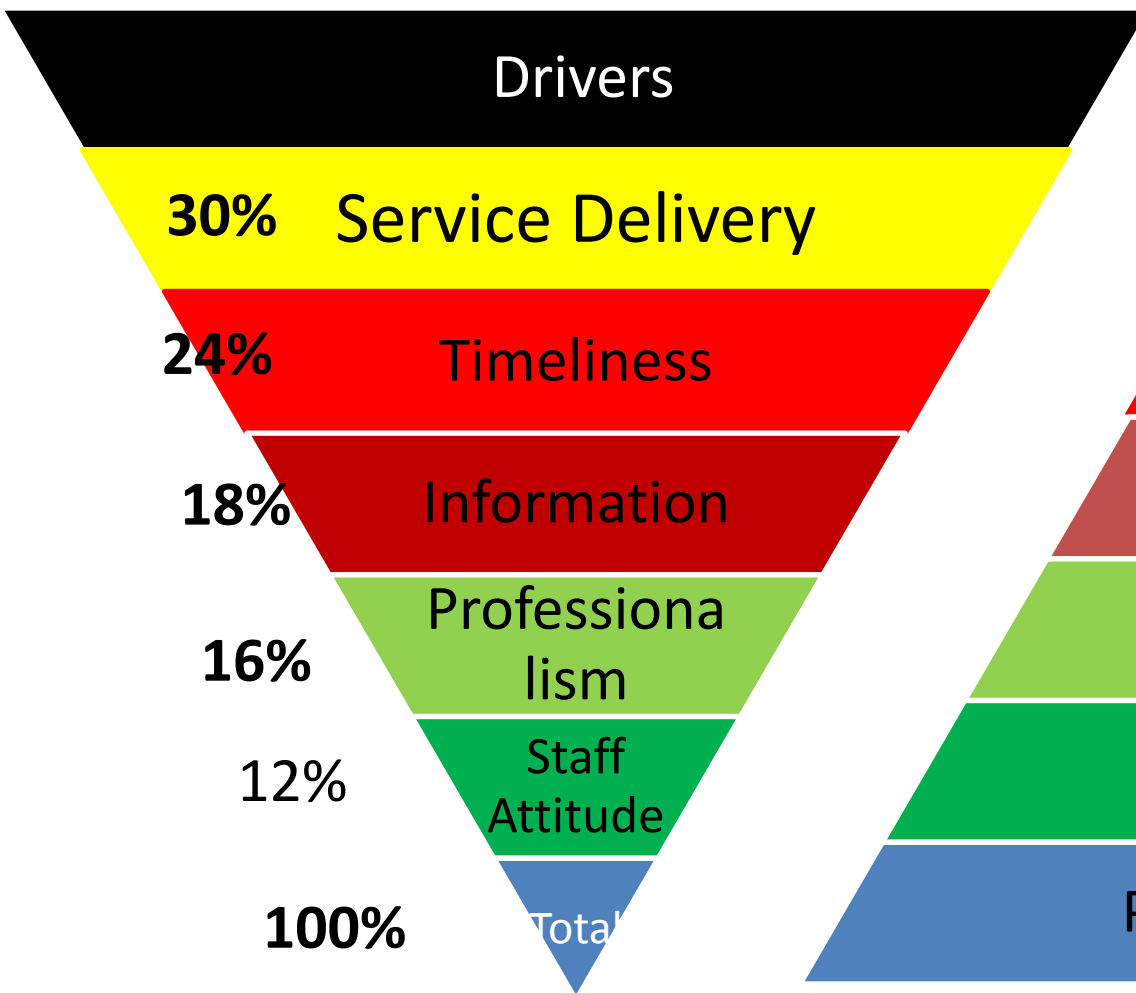 Drivers
30% Service Delivery
24% Timeliness
18% Information
Professiona
16%
lism
Staff
12%
Attitude
100% Total